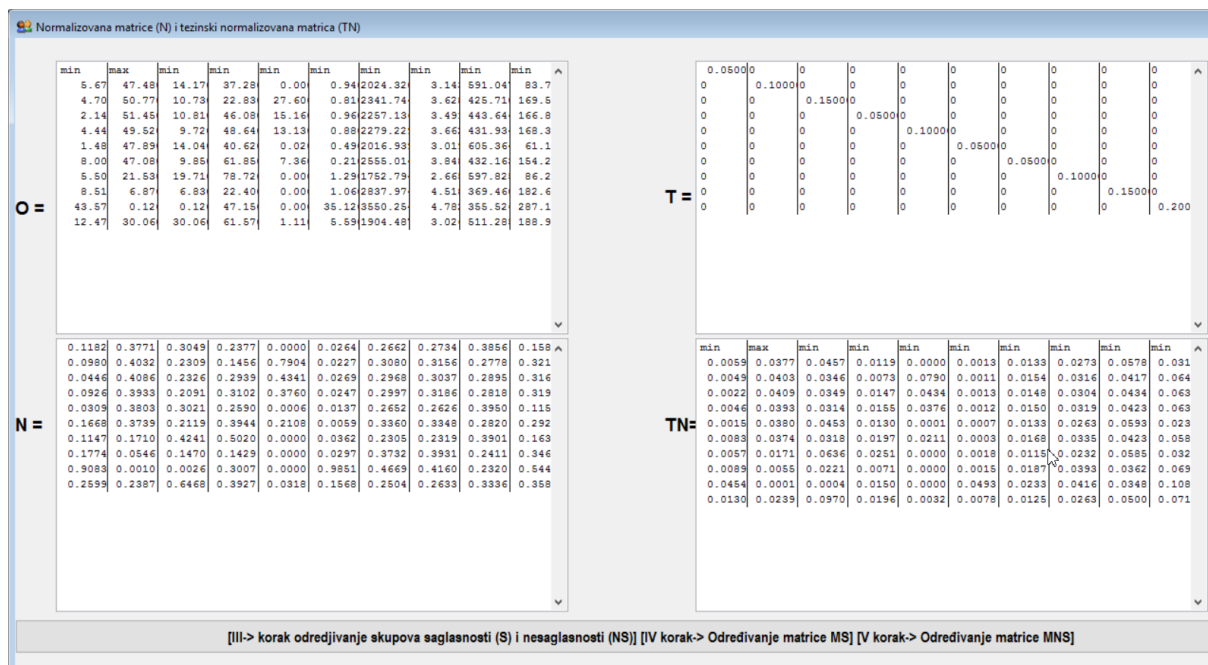 Normalizovana matrice (N) i tezinski normalizovana matrica (TN)
O =
min max min min min min min min min min
5.67 47.48 14.17 37.28 0.00 0.94 2024.32 3.14 591.04 83.7
4.70 50.77 10.73 22.83 27.60 0.81 2341.74 3.62 425.71 169.5
2.14 51.45 10.81 46.08 15.16 0.96 2257.13 3.49 443.64 166.8
4.44 49.52 9.72 48.64 13.13 0.88 2279.22 3.66 431.93 168.3
1.48 47.89 14.04 40.62 0.02 0.49 2016.93 3.01 605.36 61.1
8.00 47.08 9.85 61.85 7.36 0.21 2555.01 3.84 432.16 154.2
5.50 21.53 19.71 78.72 0.00 1.29 1752.79 2.66 597.82 86.2
8.51 6.87 6.83 22.40 0.00 1.06 2837.97 4.51 369.46 182.6
43.57 0.12 0.12 47.15 0.00 35.12 3550.25 4.78 355.52 287.1
12.47 30.06 30.06 61.57 1.11 5.59 1904.48 3.02 511.28 188.9
T =
0.0500 0 0 0 0 0 0 0 0 0
0 0.1000 0 0 0 0 0 0 0 0
0 0 0.1500 0 0 0 0 0 0 0
0 0 0 0.0500 0 0 0 0 0 0
0 0 0 0 0.1000 0 0 0 0 0
0 0 0 0 0 0.0500 0 0 0 0
0 0 0 0 0 0 0.0500 0 0 0
0 0 0 0 0 0 0 0.1000 0 0
0 0 0 0 0 0 0 0 0.1500 0
0 0 0 0 0 0 0 0 0 0.200
N =
0.1182 0.3771 0.3049 0.2377 0.0000 0.0264 0.2662 0.2734 0.3856 0.158
0.0980 0.4032 0.2309 0.1456 0.7904 0.0227 0.3080 0.3156 0.2778 0.321
0.0446 0.4086 0.2326 0.2939 0.4341 0.0269 0.2968 0.3037 0.2895 0.316
0.0926 0.3933 0.2091 0.3102 0.3760 0.0247 0.2997 0.3186 0.2818 0.319
0.0309 0.3803 0.3021 0.2590 0.0006 0.0137 0.2652 0.2626 0.3950 0.115
0.1668 0.3739 0.2119 0.3944 0.2108 0.0059 0.3360 0.3348 0.2820 0.292
0.1147 0.1710 0.4241 0.5020 0.0000 0.0362 0.2305 0.2319 0.3901 0.163
0.1774 0.0546 0.1470 0.1429 0.0000 0.0297 0.3732 0.3931 0.2411 0.346
0.9083 0.0010 0.0026 0.3007 0.0000 0.9851 0.4669 0.4160 0.2320 0.544
0.2599 0.2387 0.6468 0.3927 0.0318 0.1568 0.2504 0.2633 0.3336 0.358
TN=
min max min min min min min min min min
0.0059 0.0377 0.0457 0.0119 0.0000 0.0013 0.0133 0.0273 0.0578 0.031
0.0049 0.0403 0.0346 0.0073 0.0790 0.0011 0.0154 0.0316 0.0417 0.064
0.0022 0.0409 0.0349 0.0147 0.0434 0.0013 0.0148 0.0304 0.0434 0.063
0.0046 0.0393 0.0314 0.0155 0.0376 0.0012 0.0150 0.0319 0.0423 0.063
0.0015 0.0380 0.0453 0.0130 0.0001 0.0007 0.0133 0.0263 0.0593 0.023
0.0083 0.0374 0.0318 0.0197 0.0211 0.0003 0.0168 0.0335 0.0423 0.058
0.0057 0.0171 0.0636 0.0251 0.0000 0.0018 0.0115 0.0232 0.0585 0.032
0.0089 0.0055 0.0221 0.0071 0.0000 0.0015 0.0187 0.0393 0.0362 0.069
0.0454 0.0001 0.0004 0.0150 0.0000 0.0493 0.0233 0.0416 0.0348 0.108
0.0130 0.0239 0.0970 0.0196 0.0032 0.0078 0.0125 0.0263 0.0500 0.071
[III-> korak odredjivanje skupova saglasnosti (S) i nesaglasnosti (NS)] [IV korak-> Određivanje matrice MS] [V korak-> Određivanje matrice MNS]